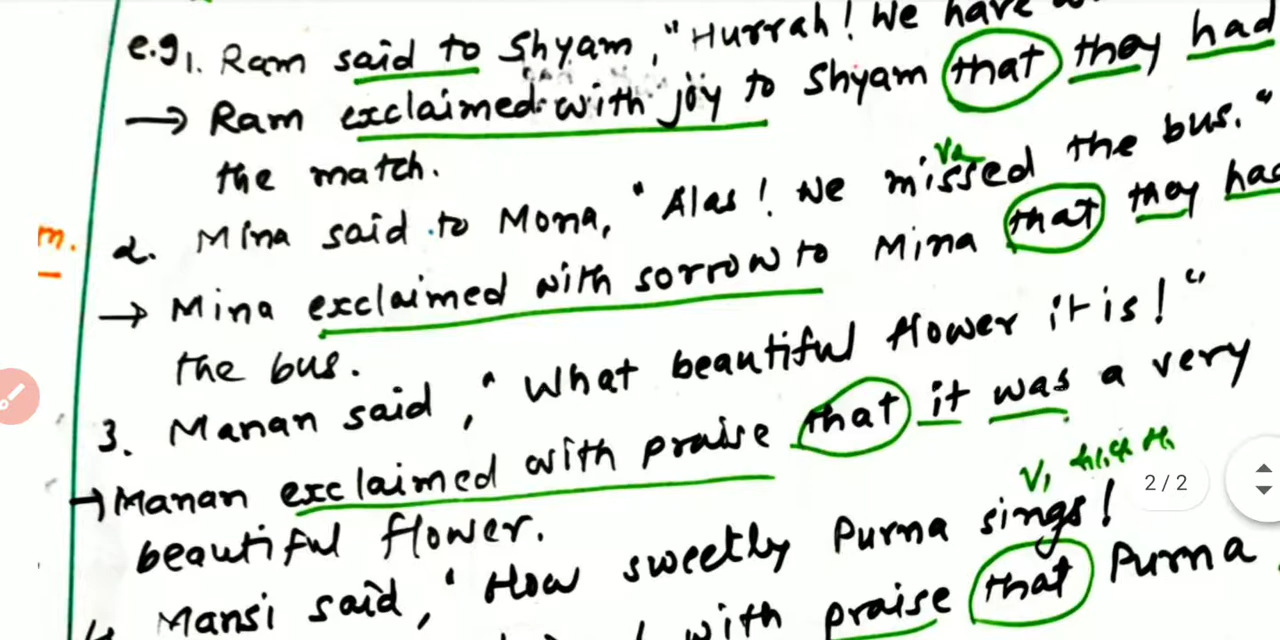 e.g 1. Ram said to Shyam, "Hurrah! We have
→ Ram exclaimed with joy to Shyam that they had
the match.
m.
2. Mina said to Mona, "Alas! We missed the bus."
V2
→ Mina exclaimed with sorrow to Mina that they had
the bus.
3. Manan said, "What beautiful flower it is!"
→ Manan exclaimed with praise that it was a very
beautiful flower.
V1
2/2
Mansi said, "How sweetly Purna sings!
with praise that Purna